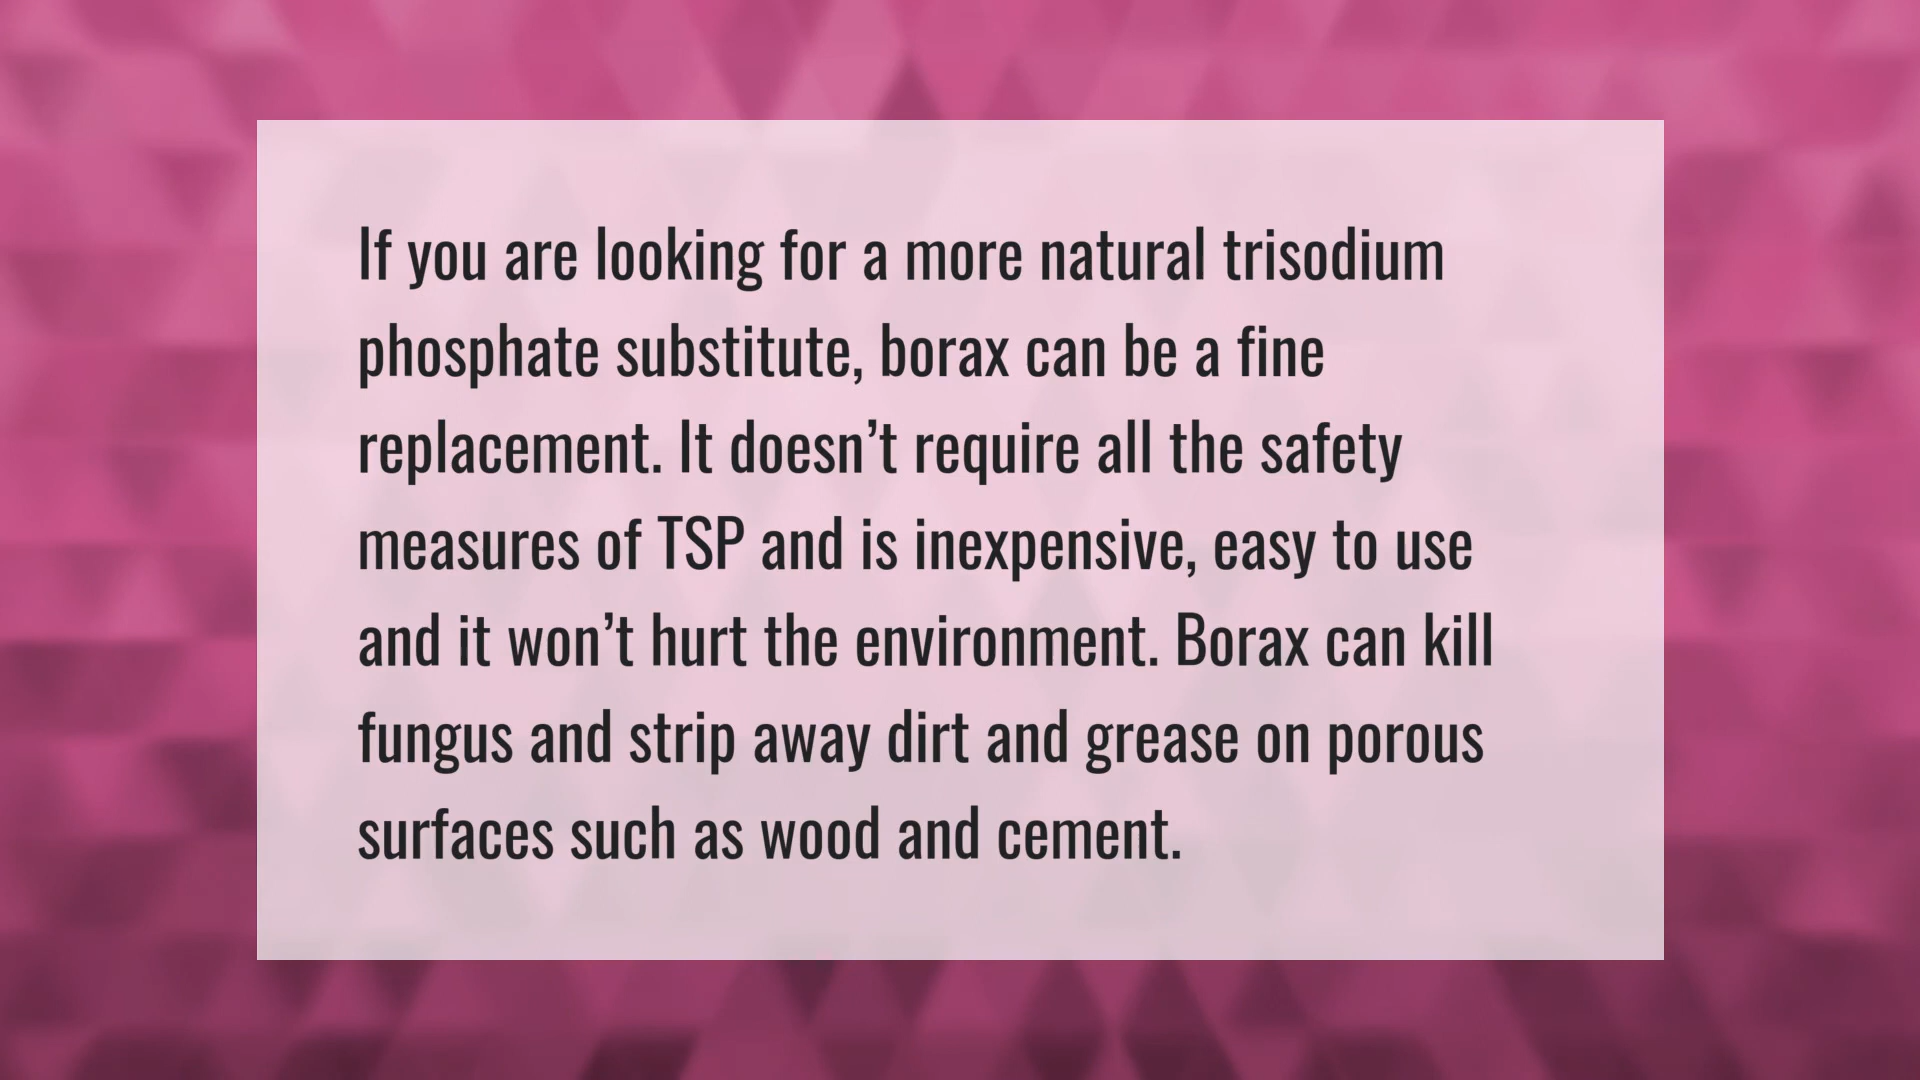 If you are looking for a more natural trisodium
phosphate substitute, borax can be a fine
replacement. It doesn’t require all the safety
measures of TSP and is inexpensive, easy to use
and it won’t hurt the environment. Borax can kill
fungus and strip away dirt and grease on porous
surfaces such as wood and cement.